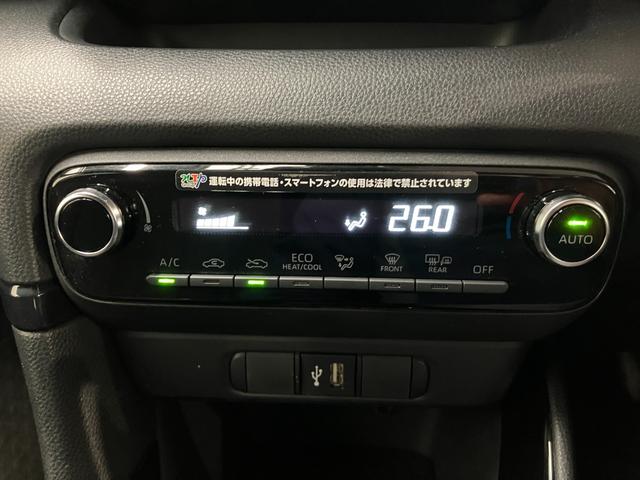 運転中の携帯電話・スマートフォンの使用は法律で禁止されています
26.0
AUTO
A/C
ECO
HEAT/COOL
FRONT
REAR
OFF